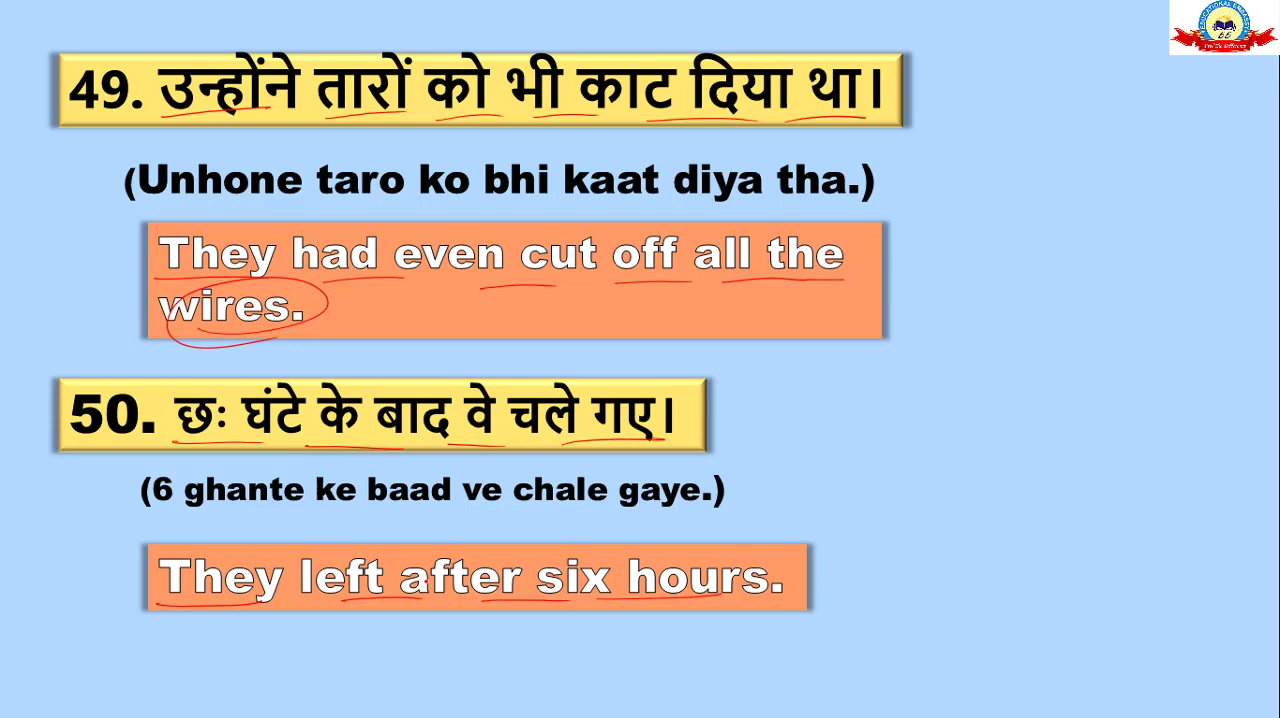 49. उन्होंने तारों को भी काट दिया था।
(Unhone taro ko bhi kaat diya tha.)
They had even cut off all the
wires.
50. छः घंटे के बाद वे चले गए।
(6 ghante ke baad ve chale gaye.)
They left after six hours.